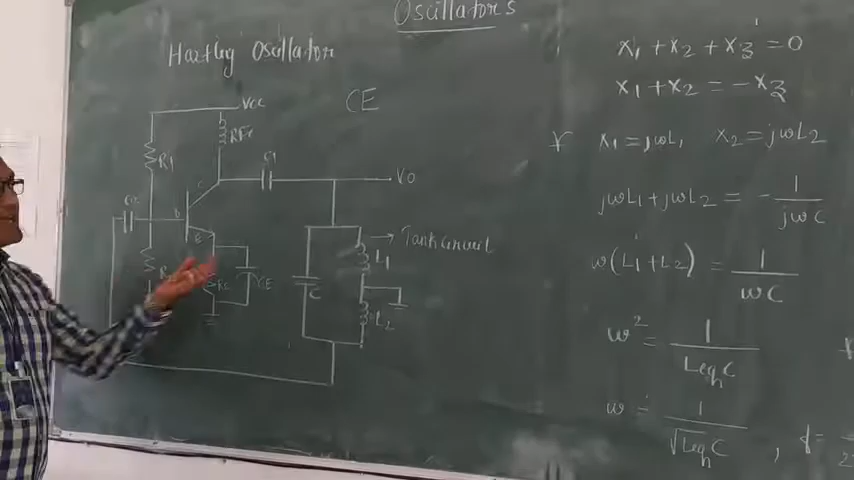 Oscillators
Hartley Oscillator
CE
Vcc
R1
RFC
C1
Vo
C2
C
b
E
Tank Circuit
L1
C
L2
CE
x₁ + x₂ + x₃ = 0
x₁ + x₂ = - x₃
x₁ = jωL₁ x₂ = jωL₂
jωL₁ + jωL₂ = - 1/jωC
ω(L₁ + L₂) = 1/ωC
ω² = 1/Leq C
ω = 1/√Leq C , f =